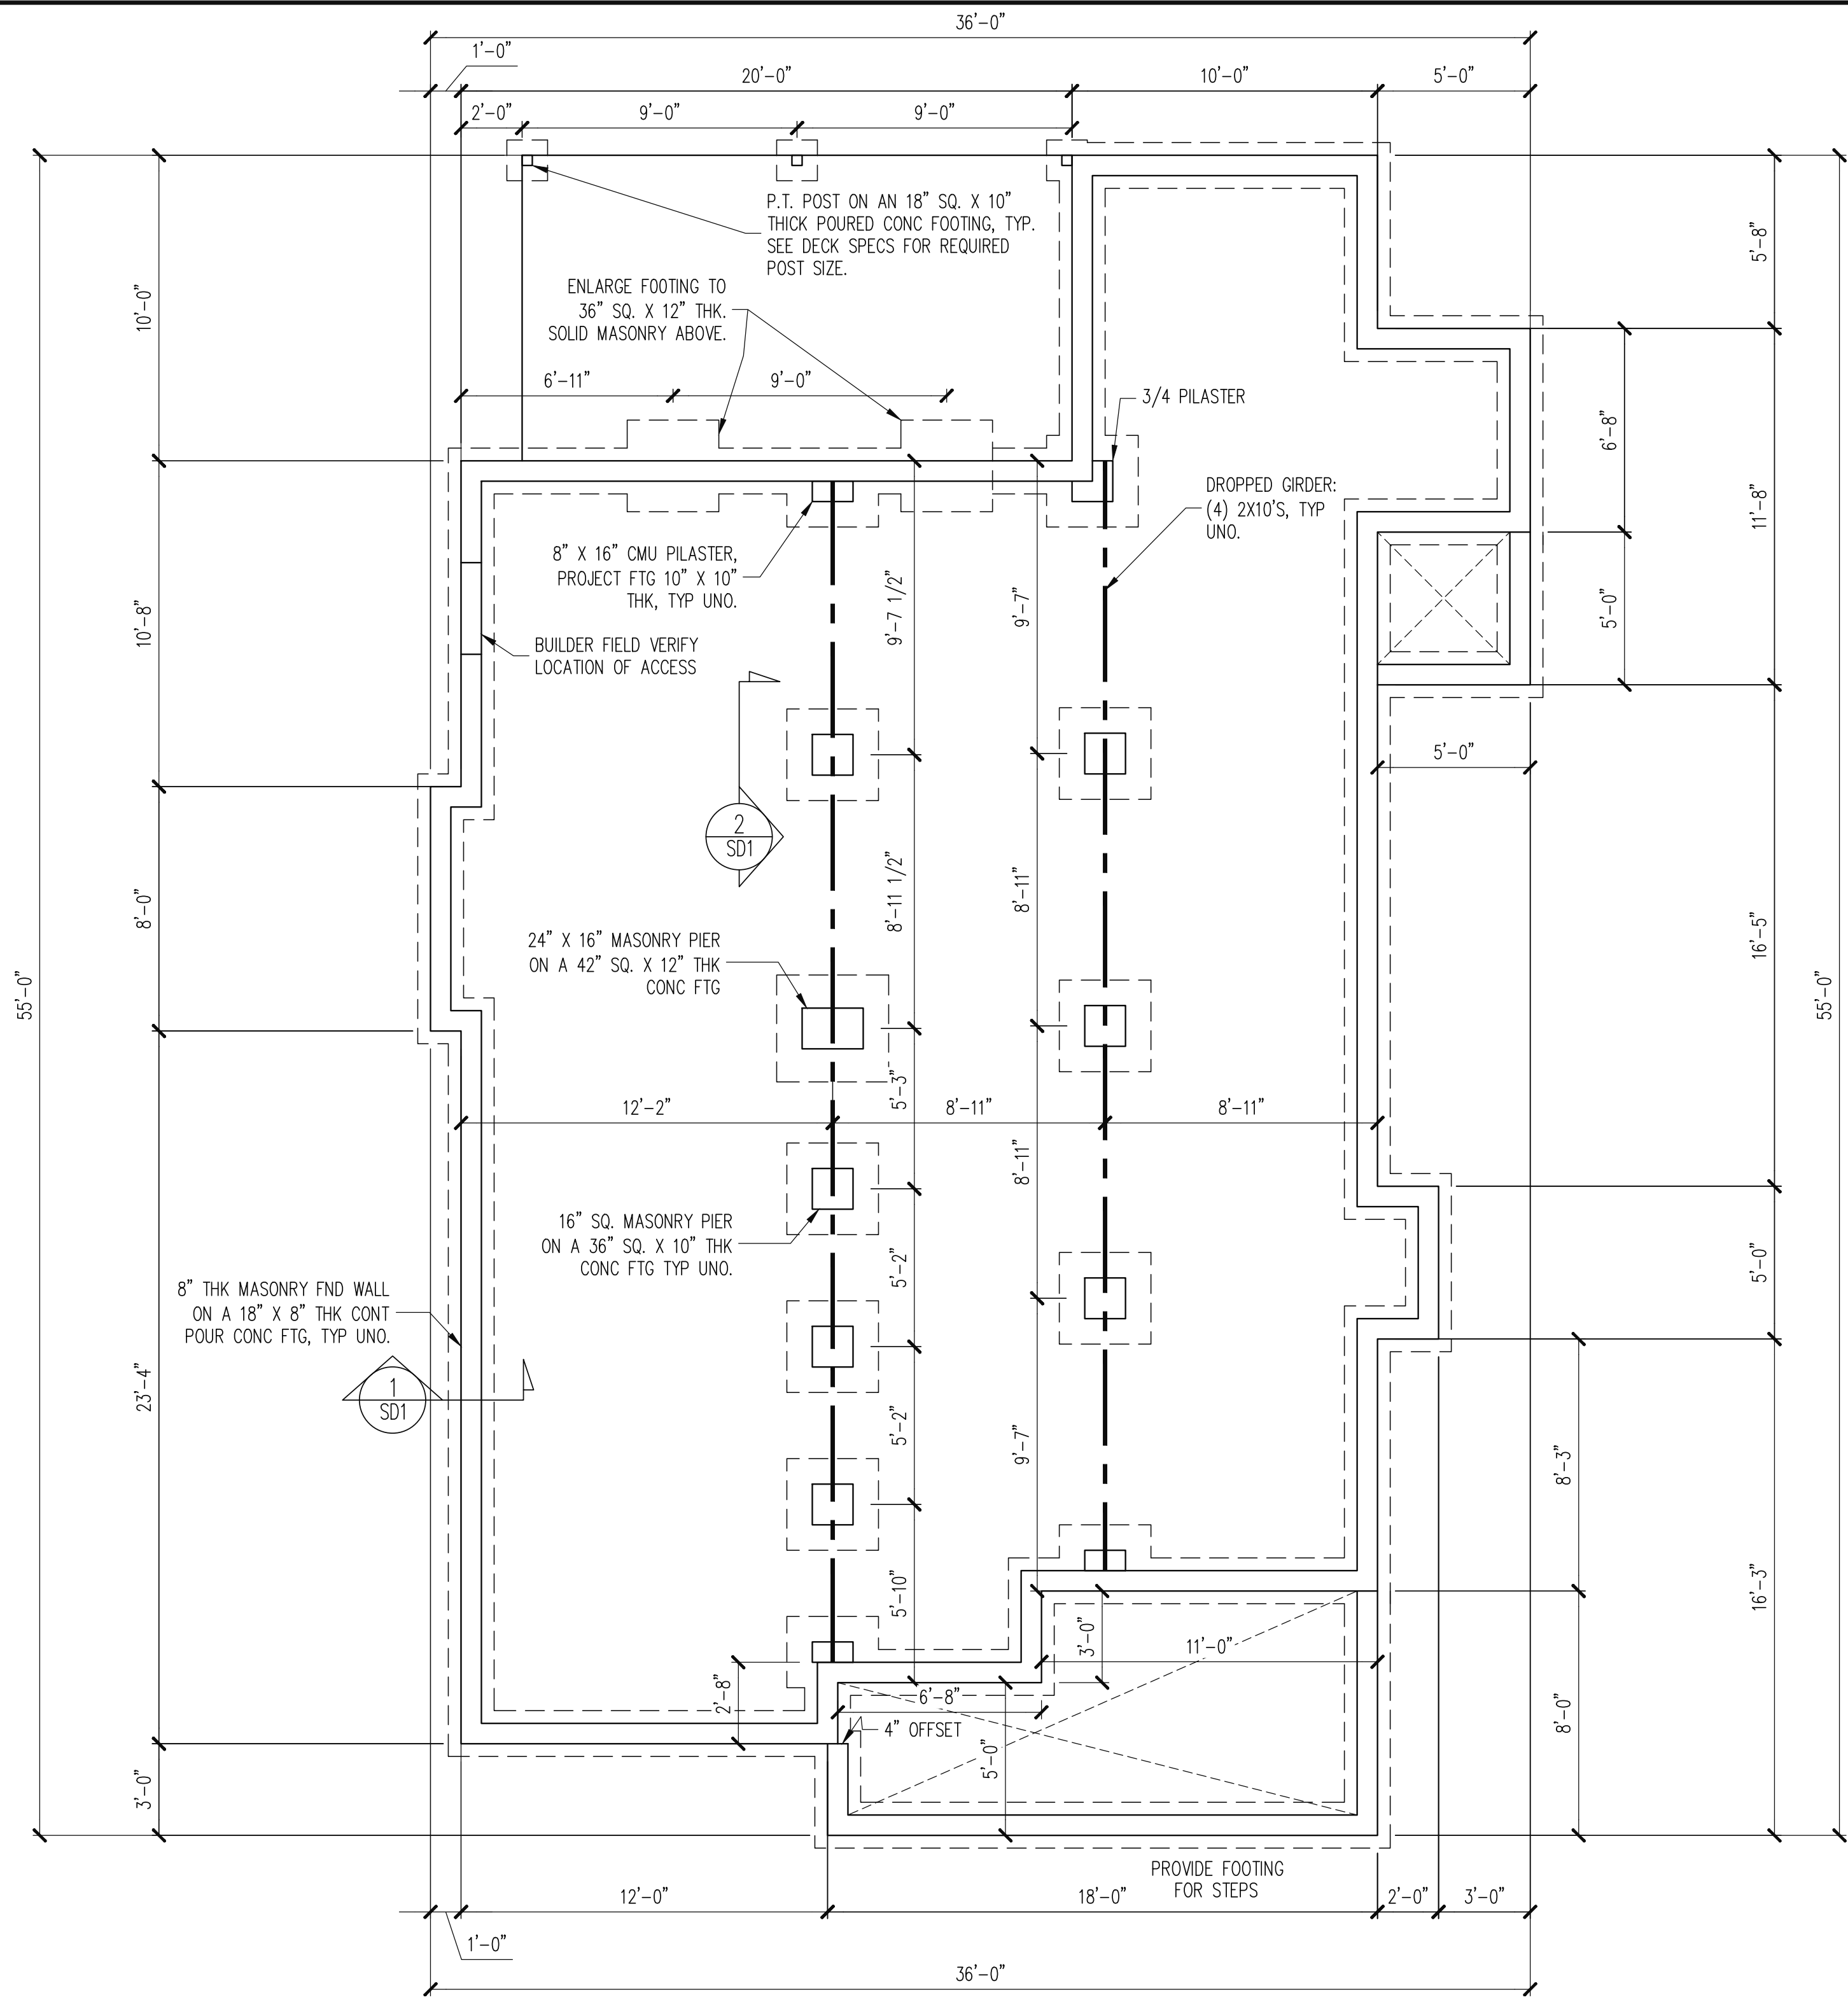 36'-0"
1'-0"
20'-0"
10'-0"
5'-0"
2'-0"
9'-0"
9'-0"
P.T. POST ON AN 18" SQ. X 10"
THICK POURED CONC FOOTING, TYP.
SEE DECK SPECS FOR REQUIRED
POST SIZE.
5'-8"
10'-0"
ENLARGE FOOTING TO
36" SQ. X 12" THK.
SOLID MASONRY ABOVE.
6'-11"
9'-0"
3/4 PILASTER
6'-8"
DROPPED GIRDER:
(4) 2X10'S, TYP
UNO.
11'-8"
8" X 16" CMU PILASTER,
PROJECT FTG 10" X 10"
THK, TYP UNO.
9'-7 1/2"
9'-7"
5'-0"
10'-8"
BUILDER FIELD VERIFY
LOCATION OF ACCESS
5'-0"
2
SD1
8'-11 1/2"
8'-11"
8'-0"
16'-5"
24" X 16" MASONRY PIER
ON A 42" SQ. X 12" THK
CONC FTG
55'-0"
55'-0"
5'-3"
12'-2"
8'-11"
8'-11"
8'-11"
16" SQ. MASONRY PIER
ON A 36" SQ. X 10" THK
CONC FTG TYP UNO.
5'-2"
5'-0"
8" THK MASONRY FND WALL
ON A 18" X 8" THK CONT
POUR CONC FTG, TYP UNO.
23'-4"
1
SD1
5'-2"
9'-7"
8'-3"
5'-10"
16'-3"
3'-0"
11'-0"
2'-8"
6'-8"
4" OFFSET
8'-0"
5'-0"
3'-0"
PROVIDE FOOTING
FOR STEPS
12'-0"
18'-0"
2'-0"
3'-0"
1'-0"
36'-0"